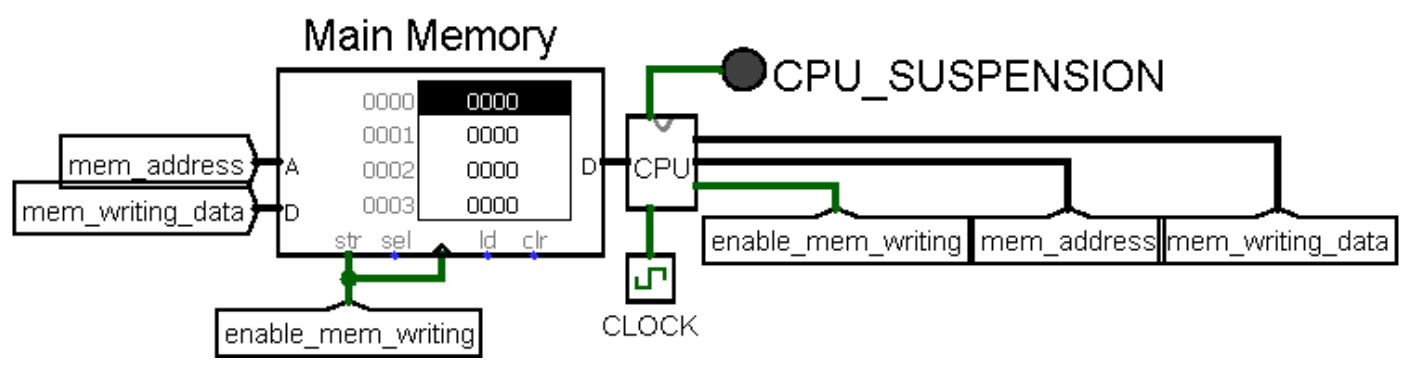 Main Memory
CPU_SUSPENSION
0000 0000
0001 0000
0002 0000
0003 0000
mem_address
A
mem_writing_data
D
D
CPU
str sel ld clr
enable_mem_writing
CLOCK
enable_mem_writing
mem_address
mem_writing_data